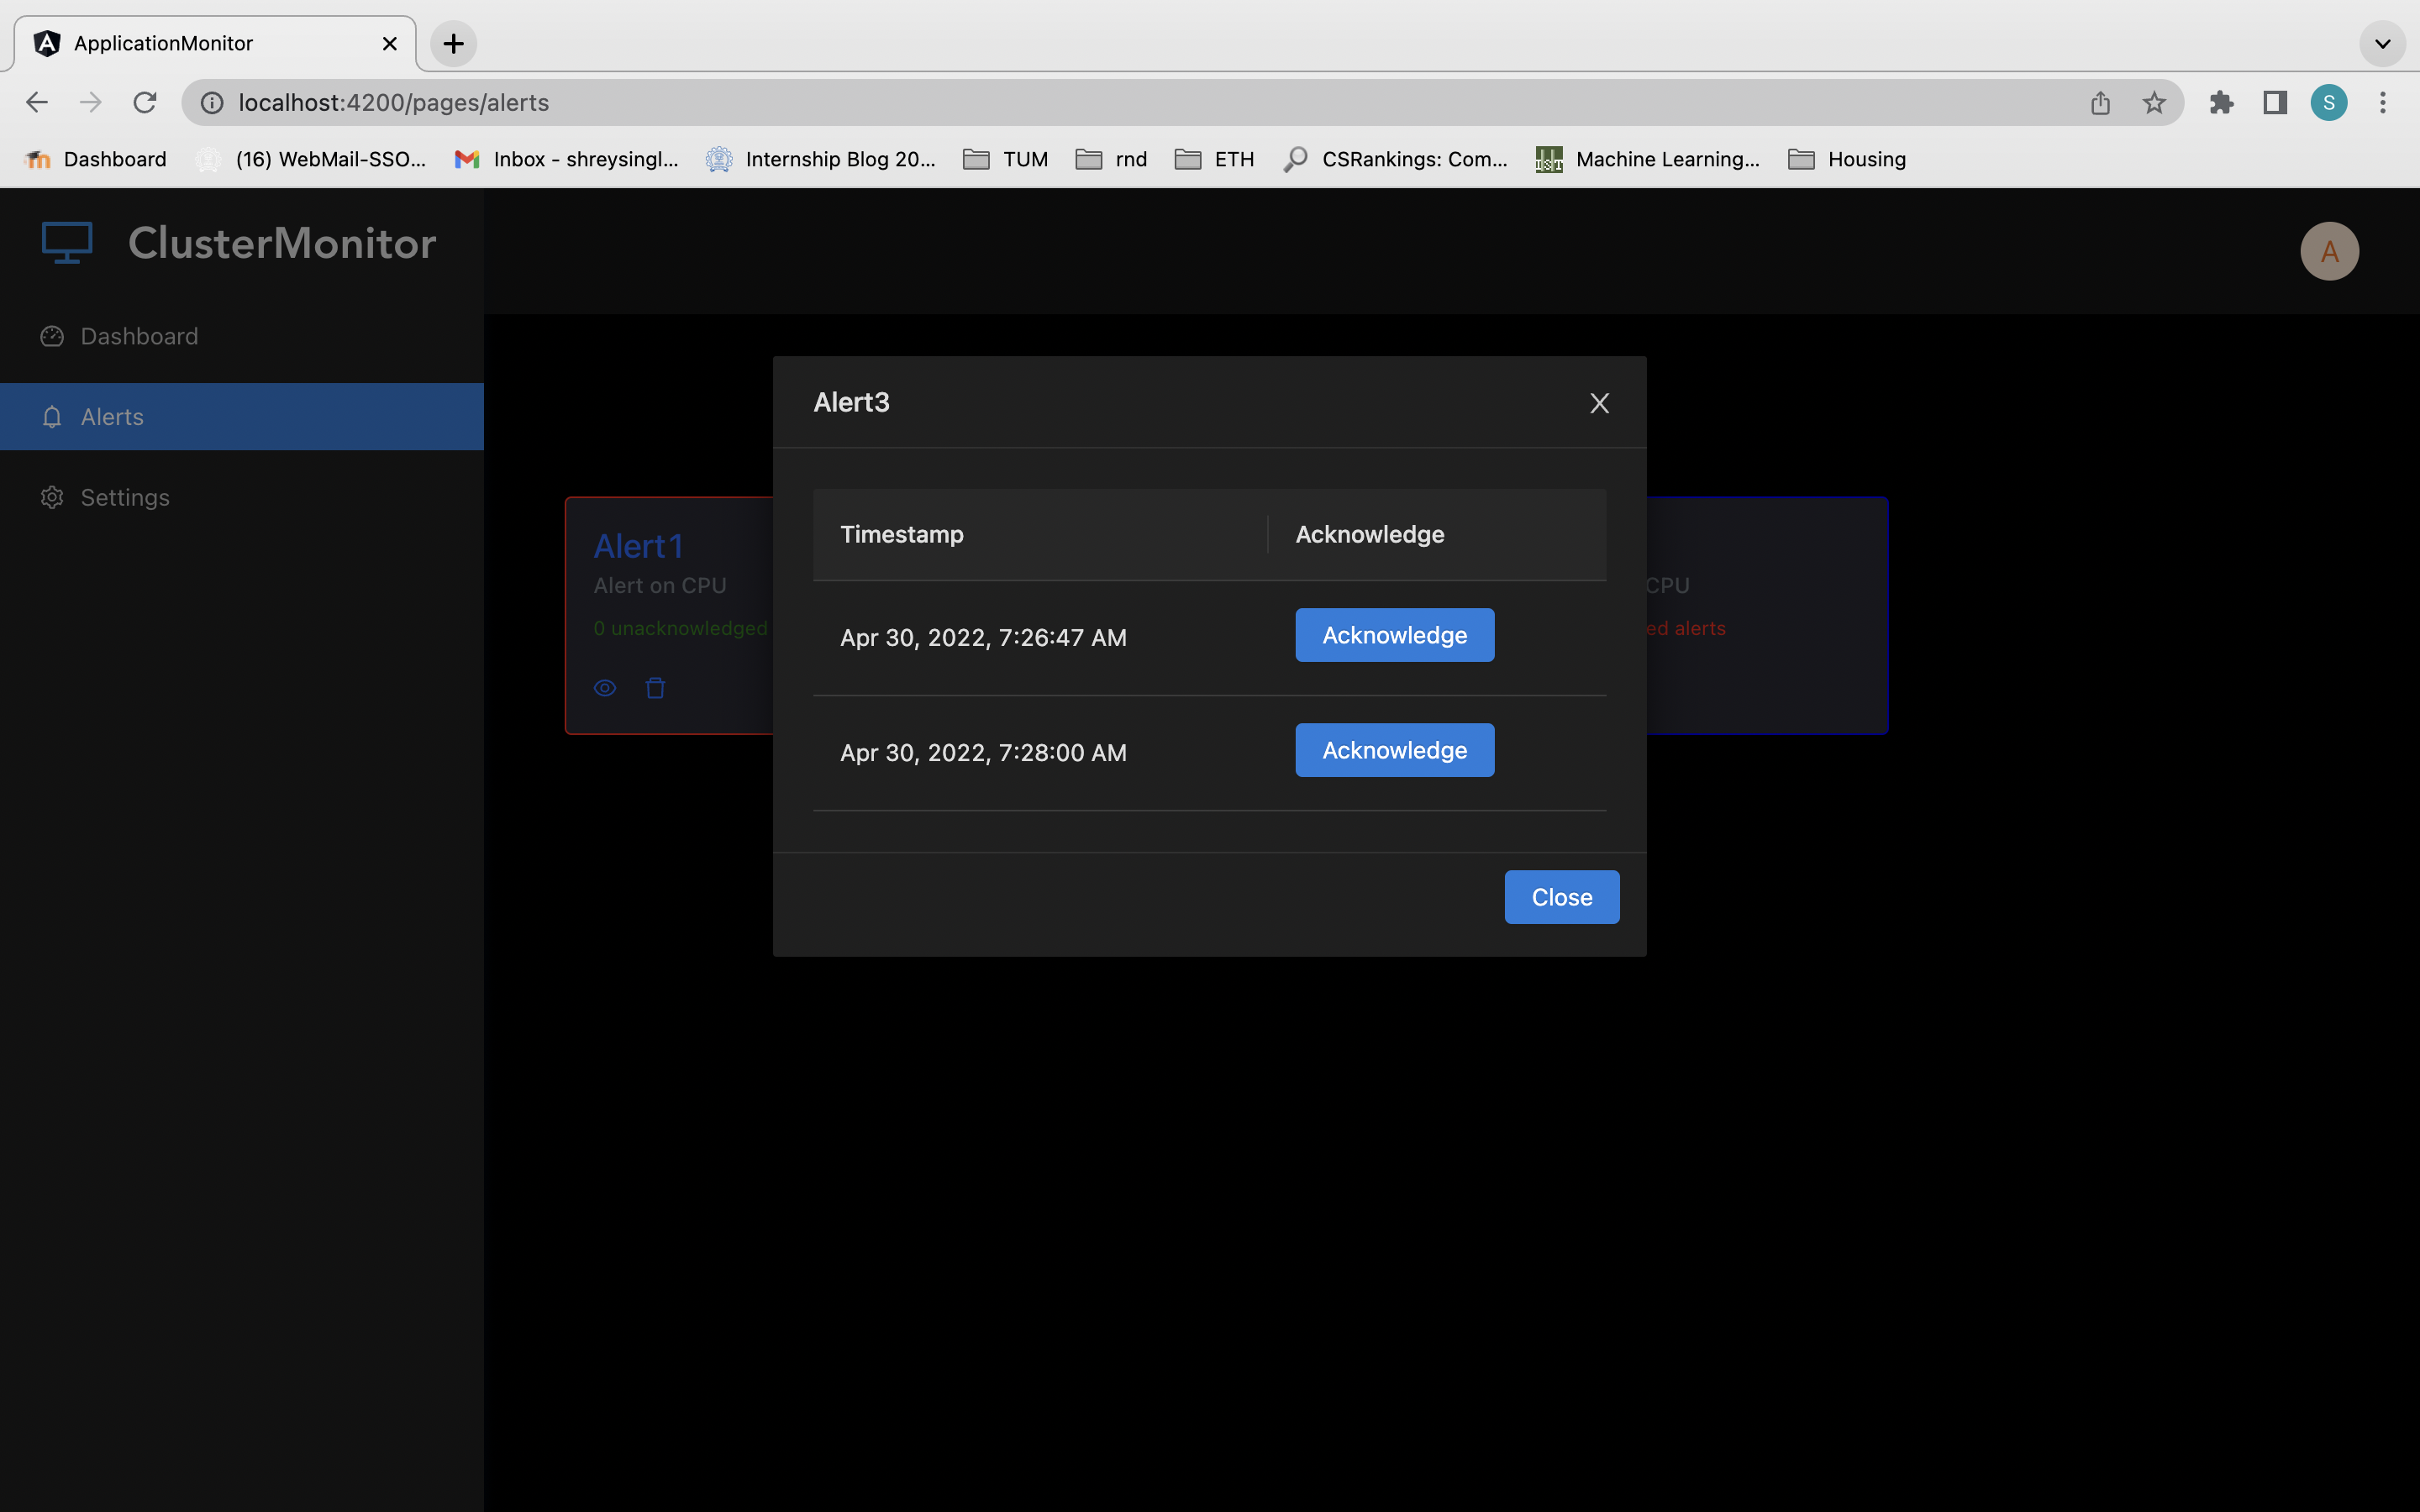 ApplicationMonitor
localhost:4200/pages/alerts
S
Dashboard
(16) WebMail-SSO...
Inbox - shreysingl...
Internship Blog 20...
TUM
rnd
ETH
CSRankings: Com...
Machine Learning...
Housing
ClusterMonitor
A
Dashboard
Alerts
Settings
Alert1
Alert on CPU
0 unacknowledged
CPU
ed alerts
Alert3
Timestamp Acknowledge
Apr 30, 2022, 7:26:47 AM Acknowledge
Apr 30, 2022, 7:28:00 AM Acknowledge
Close